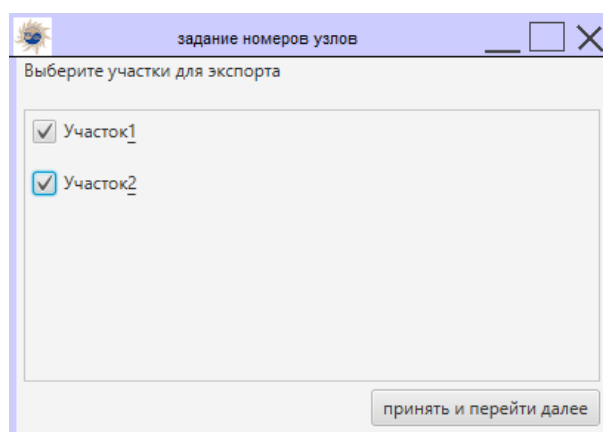 задание номеров узлов
Выберите участки для экспорта
Участок1
Участок2
принять и перейти далее